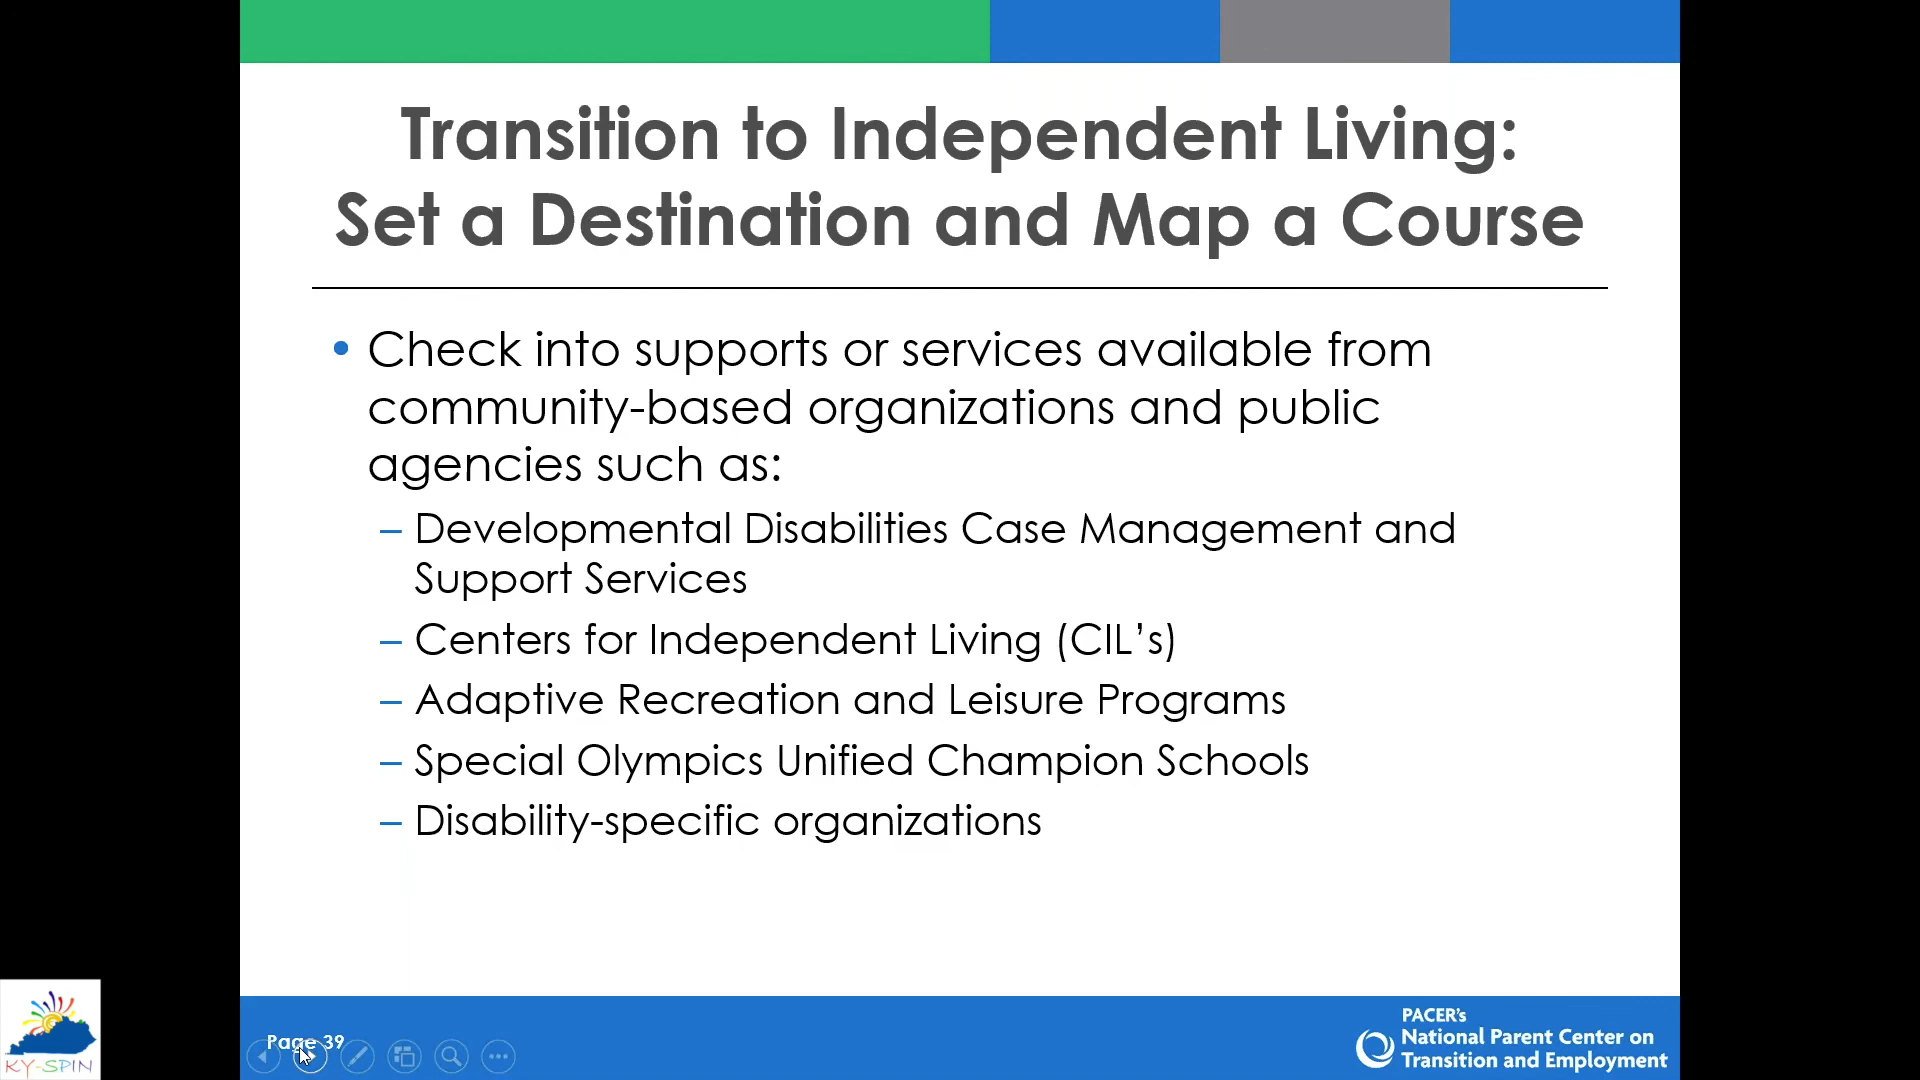 Transition to Independent Living:
Set a Destination and Map a Course
• Check into supports or services available from
community-based organizations and public
agencies such as:
– Developmental Disabilities Case Management and
Support Services
– Centers for Independent Living (CIL’s)
– Adaptive Recreation and Leisure Programs
– Special Olympics Unified Champion Schools
– Disability-specific organizations
Page 39
PACER’s
National Parent Center on
Transition and Employment
KY-SPIN